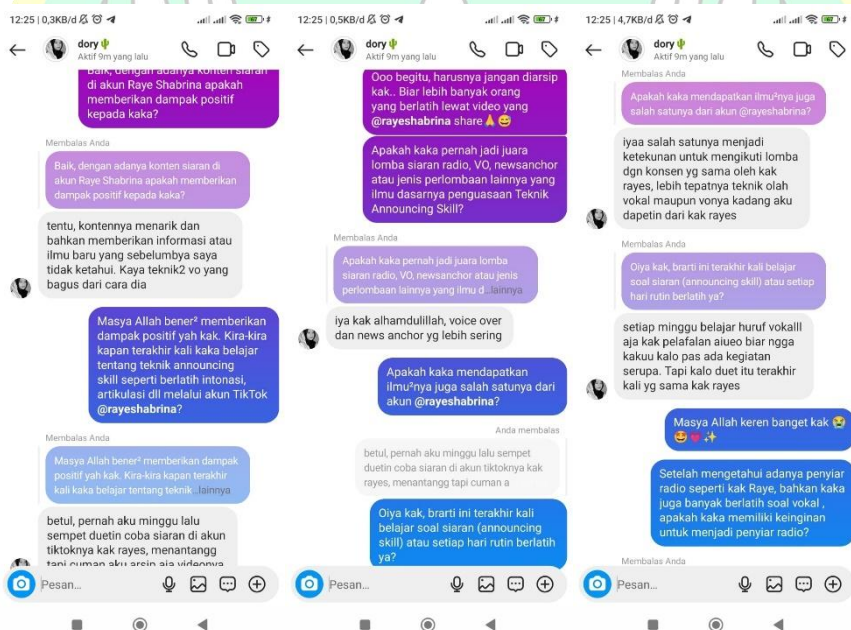 12:25 | 0,3KB/d
67
dory
Aktif 9m yang lalu
Baik, dengan adanya konten siaran
di akun Raye Shabrina apakah
memberikan dampak positif
kepada kaka?
Membalas Anda
Baik, dengan adanya konten siaran di
akun Raye Shabrina apakah memberikan
dampak positif kepada kaka?
tentu, kontennya menarik dan
bahkan memberikan informasi atau
ilmu baru yang sebelumbya saya
tidak ketahui. Kaya teknik2 vo yang
bagus dari cara dia
Masya Allah bener² memberikan
dampak positif yah kak. Kira-kira
kapan terakhir kali kaka belajar
tentang teknik announcing
skill seperti berlatih intonasi,
artikulasi dll melalui akun TikTok
@rayeshabrina?
Membalas Anda
Masya Allah bener² memberikan dampak
positif yah kak. Kira-kira kapan terakhir
kali kaka belajar tentang teknik...lainnya
betul, pernah aku minggu lalu
sempet duetin coba siaran di akun
tiktoknya kak rayes, menantangg
tapi cuman aku arsip aja videonya
Pesan...
12:25 | 0,5KB/d
67
dory
Aktif 9m yang lalu
Ooo begitu, harusnya jangan diarsip
kak.. Biar lebih banyak orang
yang berlatih lewat video yang
@rayeshabrina share🙏😅
Apakah kaka pernah jadi juara
lomba siaran radio, VO, newsanchor
atau jenis perlombaan lainnya yang
ilmu dasarnya penguasaan Teknik
Announcing Skill?
Membalas Anda
Apakah kaka pernah jadi juara lomba
siaran radio, VO, newsanchor atau jenis
perlombaan lainnya yang ilmu d...lainnya
iya kak alhamdulillah, voice over
dan news anchor yg lebih sering
Apakah kaka mendapatkan
ilmu²nya juga salah satunya dari
akun @rayeshabrina?
Anda membalas
betul, pernah aku minggu lalu sempet
duetin coba siaran di akun tiktoknya kak
rayes, menantangg tapi cuman a
Oiya kak, brarti ini terakhir kali
belajar soal siaran (announcing
skill) atau setiap hari rutin berlatih
ya?
Pesan...
12:25 | 4,7KB/d
67
dory
Aktif 9m yang lalu
Membalas Anda
Apakah kaka mendapatkan ilmu²nya juga
salah satunya dari akun @rayeshabrina?
iyaa salah satunya menjadi
ketekunan untuk mengikuti lomba
dgn konsen yg sama oleh kak
rayes, lebih tepatnya teknik olah
vokal maupun vonya kadang aku
dapetin dari kak rayes
Membalas Anda
Oiya kak, brarti ini terakhir kali belajar
soal siaran (announcing skill) atau setiap
hari rutin berlatih ya?
setiap minggu belajar huruf vokalll
aja kak pelafalan aiueo biar ngga
kakuu kalo pas ada kegiatan
serupa. Tapi kalo duet itu terakhir
kali yg sama kak rayes
Masya Allah keren banget kak 😭
🤩💗✨
Setelah mengetahui adanya penyiar
radio seperti kak Raye, bahkan kaka
juga banyak berlatih soal vokal ,
apakah kaka memiliki keinginan
untuk menjadi penyiar radio?
Membalas Anda
Pesan...